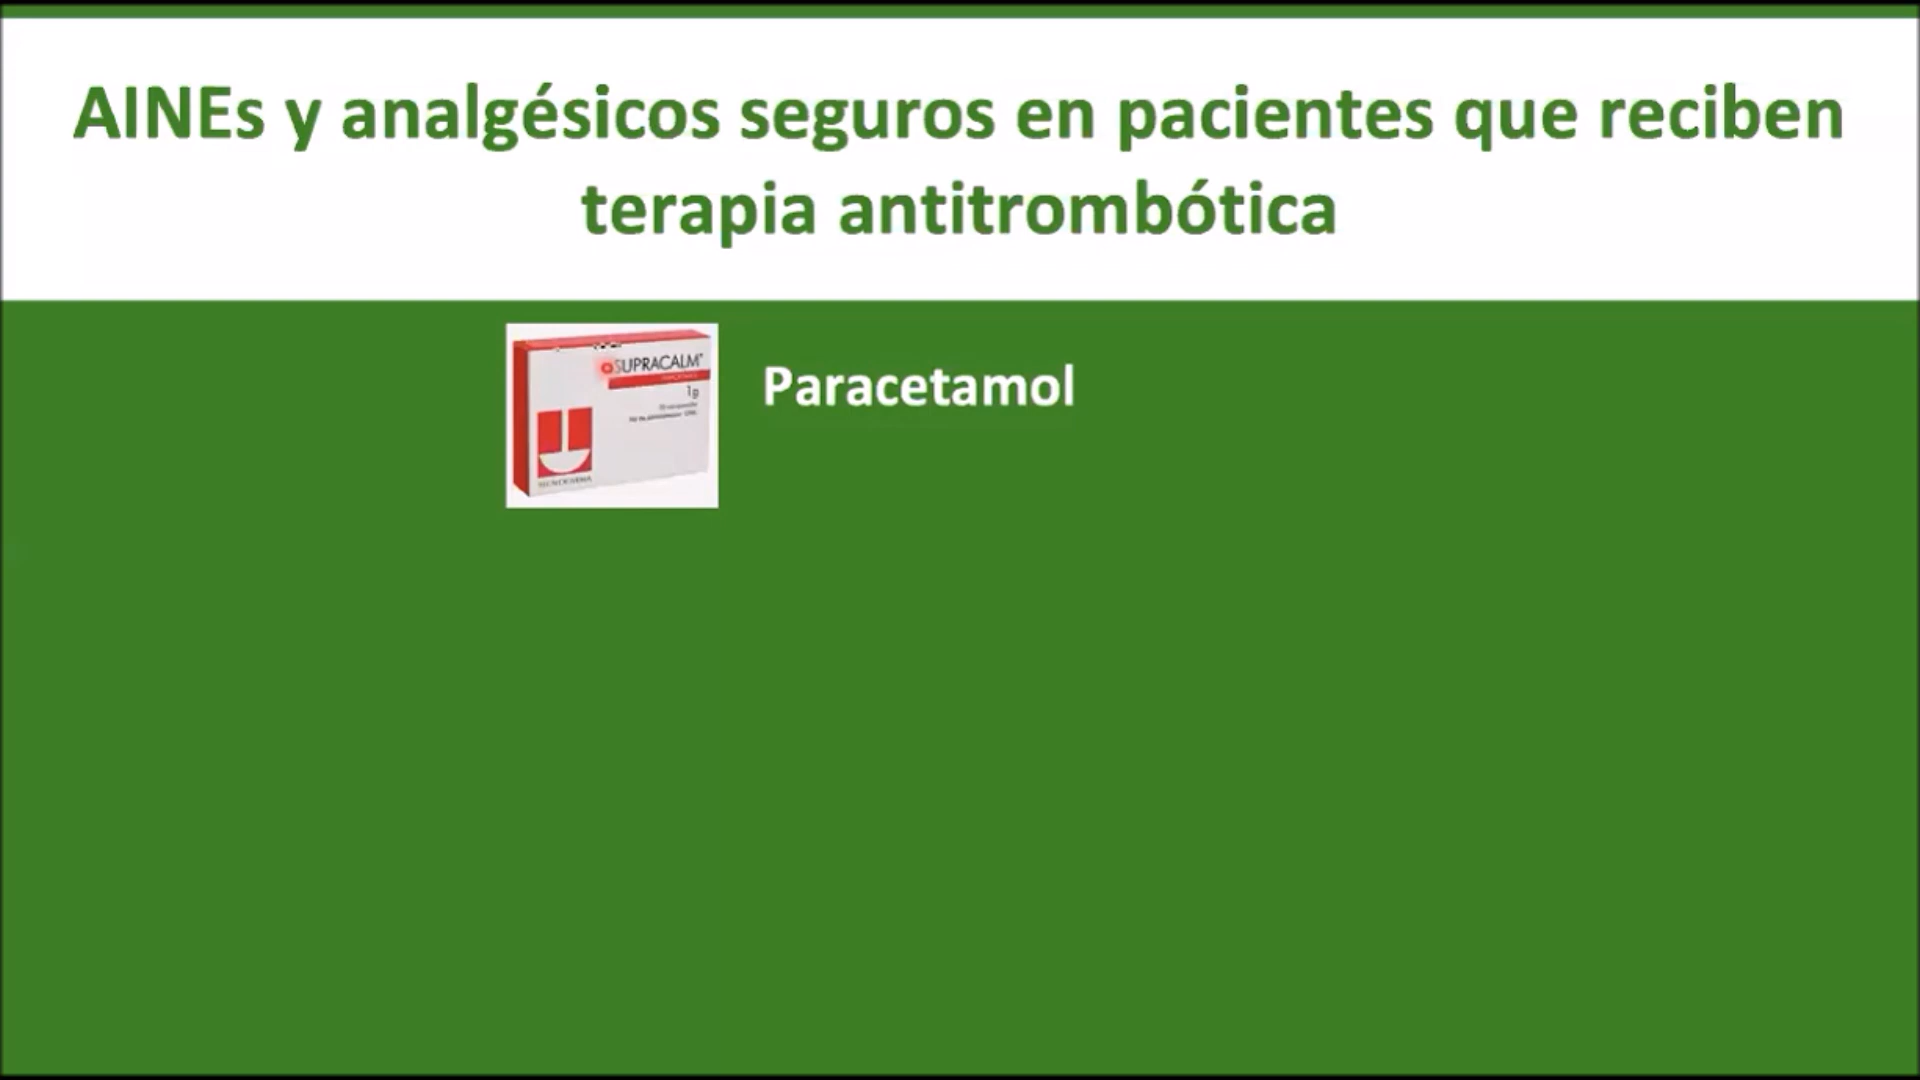 AINEs y analgésicos seguros en pacientes que reciben
terapia antitrombótica
SUPRACALM
1g
Paracetamol